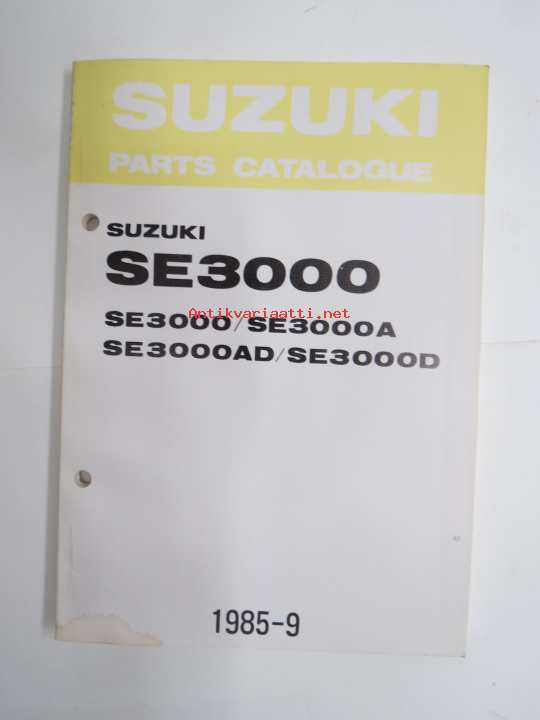 SUZUKI
PARTS CATALOGUE
SUZUKI
SE3000
Antikvariaatti.net
SE3000/SE3000A
SE3000AD/SE3000D
1985-9